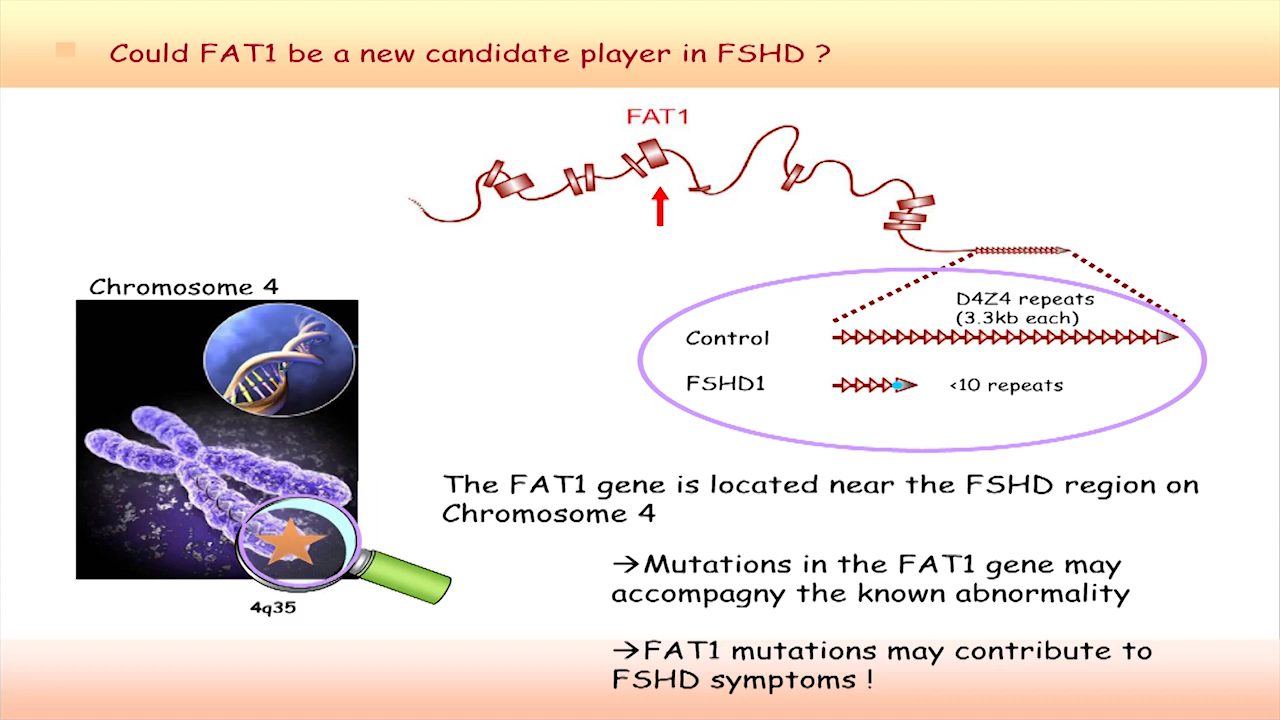 Could FAT1 be a new candidate player in FSHD ?
FAT1
Chromosome 4
D4Z4 repeats
(3.3kb each)
Control
FSHD1
<10 repeats
4q35
The FAT1 gene is located near the FSHD region on
Chromosome 4
→Mutations in the FAT1 gene may
accompagny the known abnormality
→FAT1 mutations may contribute to
FSHD symptoms !